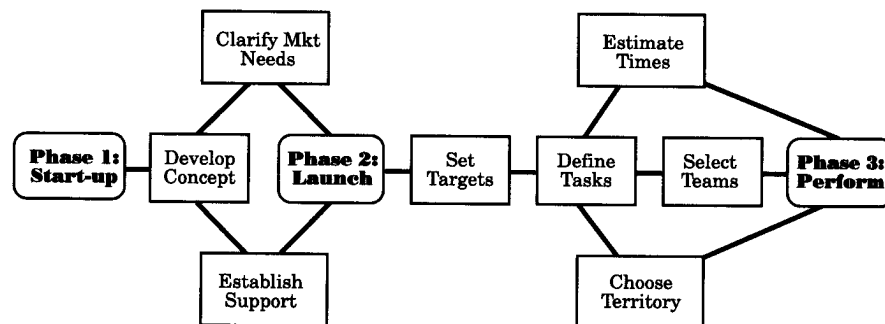 Clarify Mkt
Needs
Estimate
Times
Phase 1:
Start-up
Develop
Concept
Phase 2:
Launch
Set
Targets
Define
Tasks
Select
Teams
Phase 3:
Perform
Establish
Support
Choose
Territory